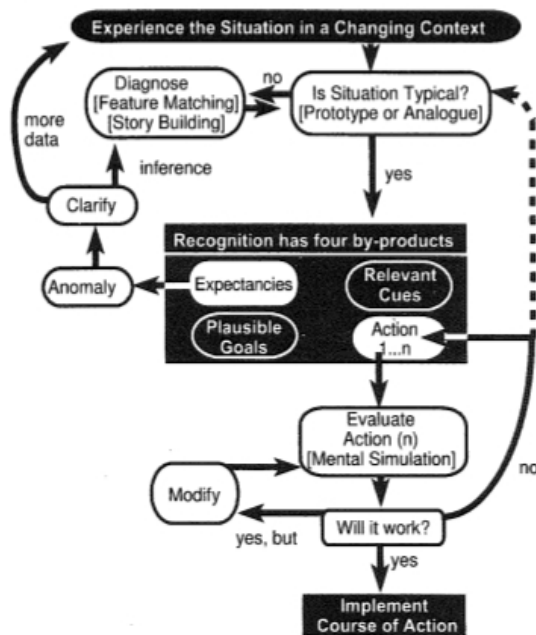 Experience the Situation in a Changing Context
Diagnose
[Feature Matching]
[Story Building]
no
Is Situation Typical?
[Prototype or Analogue]
more
data
inference
yes
Clarify
Recognition has four by-products
Anomaly
Expectancies
Relevant
Cues
Plausible
Goals
Action
1...n
Evaluate
Action (n)
[Mental Simulation]
no
Modify
yes, but
Will it work?
yes
Implement
Course of Action